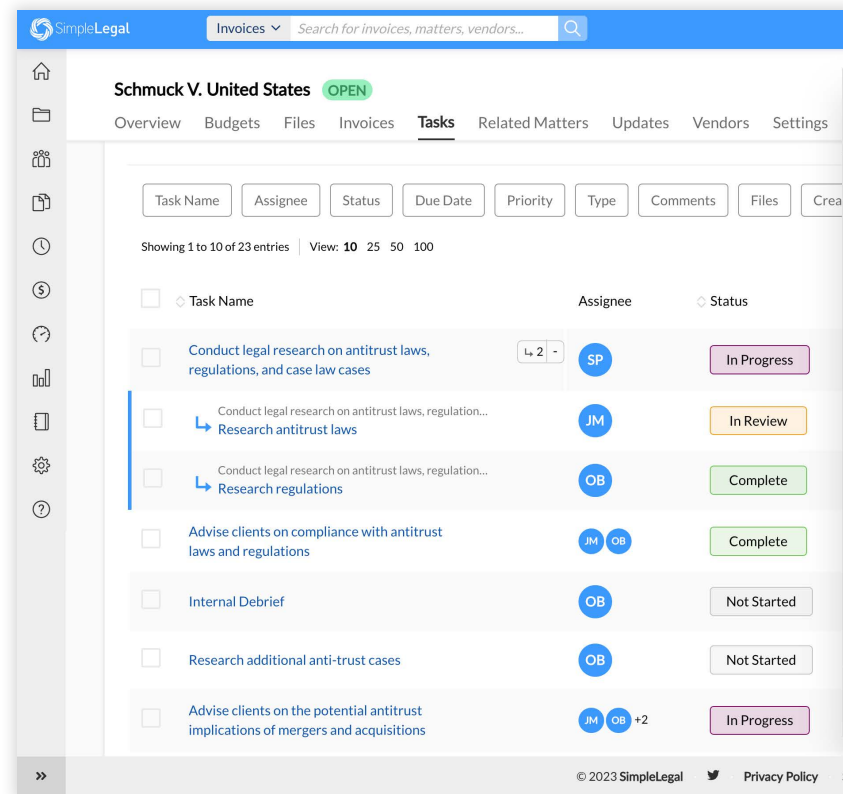 SimpleLegal Invoices Search for invoices, matters, vendors...
Schmuck V. United States OPEN
Overview Budgets Files Invoices Tasks Related Matters Updates Vendors Settings
Task Name Assignee Status Due Date Priority Type Comments Files Crea
Showing 1 to 10 of 23 entries View: 10 25 50 100
Task Name Assignee Status
Conduct legal research on antitrust laws,
regulations, and case law cases
2 - SP In Progress
Conduct legal research on antitrust laws, regulation...
Research antitrust laws
JM In Review
Conduct legal research on antitrust laws, regulation...
Research regulations
OB Complete
Advise clients on compliance with antitrust
laws and regulations
JM OB Complete
Internal Debrief OB Not Started
Research additional anti-trust cases OB Not Started
Advise clients on the potential antitrust
implications of mergers and acquisitions
JM OB +2 In Progress
© 2023 SimpleLegal Privacy Policy